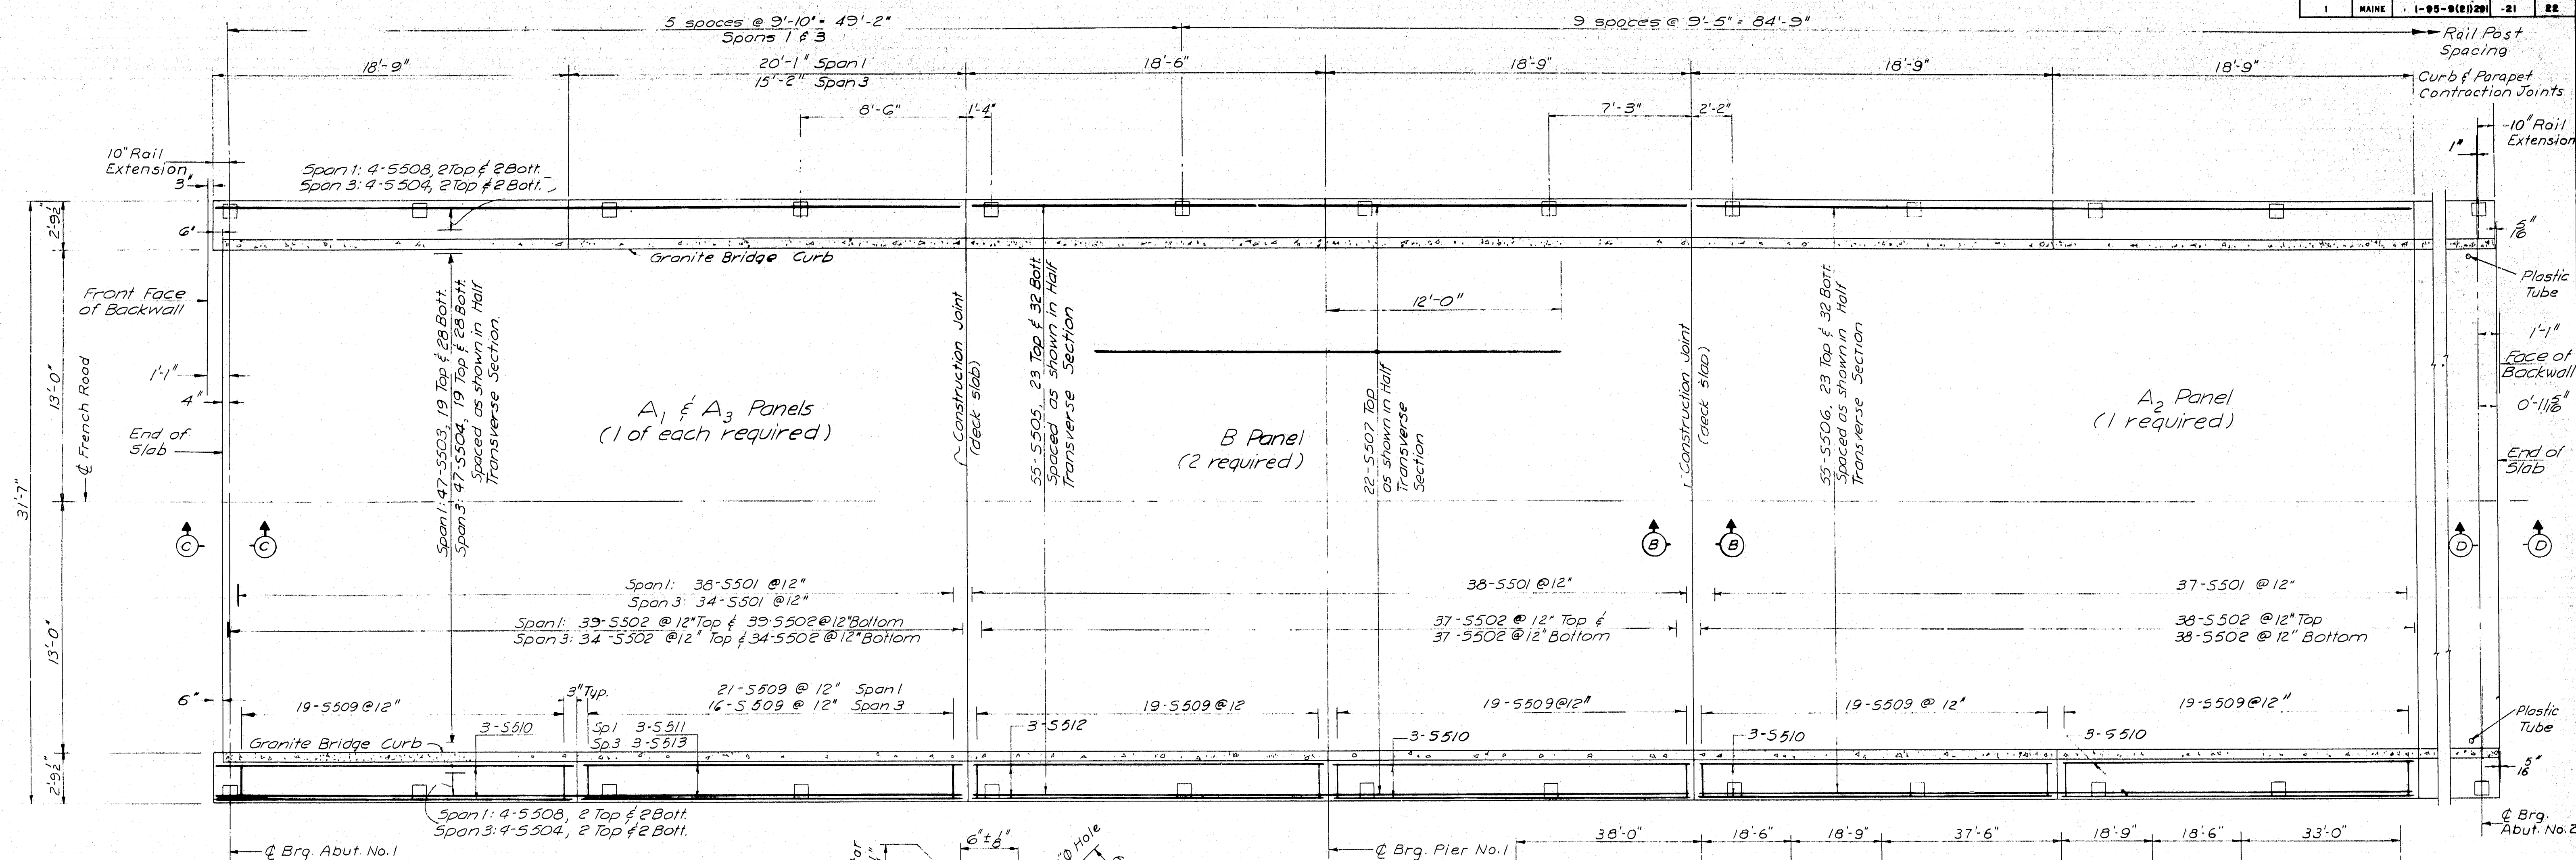 1 MAINE I-95-9(21)291 -21 22
5 spaces @ 9'-10" = 49'-2"
Spans 1 & 3
9 spaces @ 9'-5" = 84'-9"
Rail Post
Spacing
18'-9"
20'-1" Span 1
15'-2" Span 3
18'-6"
18'-9"
18'-9"
18'-9"
Curb & Parapet
Contraction Joints
8'-6"
1'-4"
7'-3"
2'-2"
10" Rail
Extension
3"
Span 1: 4-S508, 2 Top & 2 Bott.
Span 3: 4-S504, 2 Top & 2 Bott.
10" Rail
Extension
1"
2'-9½"
6"
5/16"
Granite Bridge Curb
Plastic
Tube
Front Face
of Backwall
12'-0"
1'-1"
Face of
Backwall
0'-11 5/16"
1'-1"
4"
End of
Slab
End of
Slab
31'-7"
13'-0"
℄ French Road
Span 1: 47-S503, 19 Top & 28 Bott.
Span 3: 47-S504, 19 Top & 28 Bott.
Spaced as shown in Half
Transverse Section.
A1 & A3 Panels
(1 of each required)
Construction Joint
(deck slab)
55-S505, 23 Top & 32 Bott.
Spaced as shown in Half
Transverse Section
B Panel
(2 required)
22-S507 Top
as shown in Half
Transverse
Section
Construction Joint
(deck slab)
55-S506, 23 Top & 32 Bott.
Spaced as shown in Half
Transverse Section
A2 Panel
(1 required)
C C B B D D
Span 1: 38-S501 @ 12"
Span 3: 34-S501 @ 12"
38-S501 @ 12"
37-S501 @ 12"
Span 1: 39-S502 @ 12" Top & 39-S502 @ 12" Bottom
Span 3: 34-S502 @ 12" Top & 34-S502 @ 12" Bottom
37-S502 @ 12" Top &
37-S502 @ 12" Bottom
38-S502 @ 12" Top
38-S502 @ 12" Bottom
13'-0"
6"
19-S509 @ 12"
3" Typ.
21-S509 @ 12" Span 1
16-S509 @ 12" Span 3
19-S509 @ 12
19-S509 @ 12"
19-S509 @ 12"
19-S509 @ 12"
3-S510
Sp1 3-S511
Sp3 3-S513
3-S512
3-S510
3-S510
3-S510
Plastic
Tube
Granite Bridge Curb
2'-9½"
5/16"
Span 1: 4-S508, 2 Top & 2 Bott.
Span 3: 4-S504, 2 Top & 2 Bott.
℄ Brg. Abut. No. 1
6" ± 1/8"
Hole
℄ Brg. Pier No. 1
38'-0"
18'-6"
18'-9"
37'-6"
18'-9"
18'-6"
33'-0"
℄ Brg.
Abut. No. 2